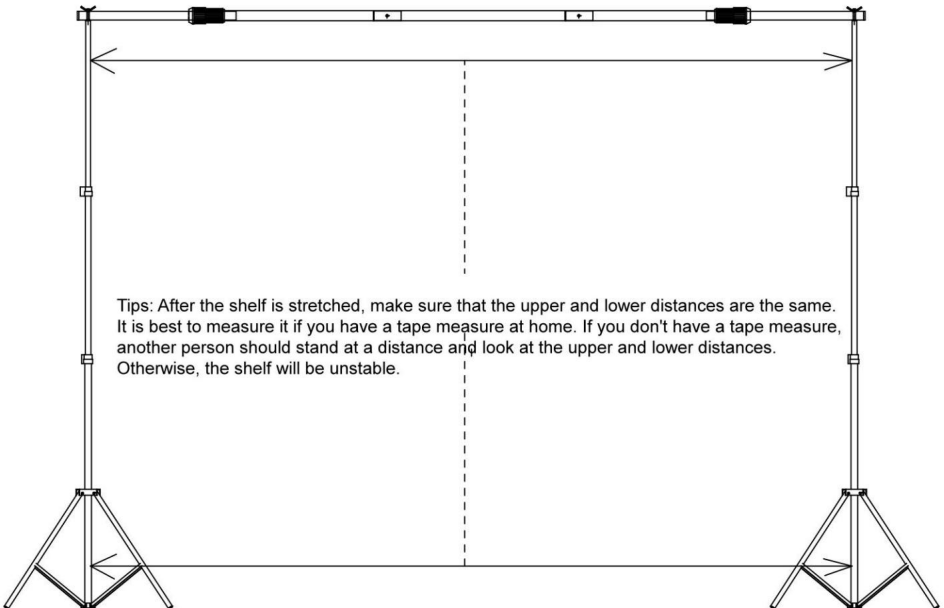 Tips: After the shelf is stretched, make sure that the upper and lower distances are the same.
It is best to measure it if you have a tape measure at home. If you don't have a tape measure,
another person should stand at a distance and look at the upper and lower distances.
Otherwise, the shelf will be unstable.